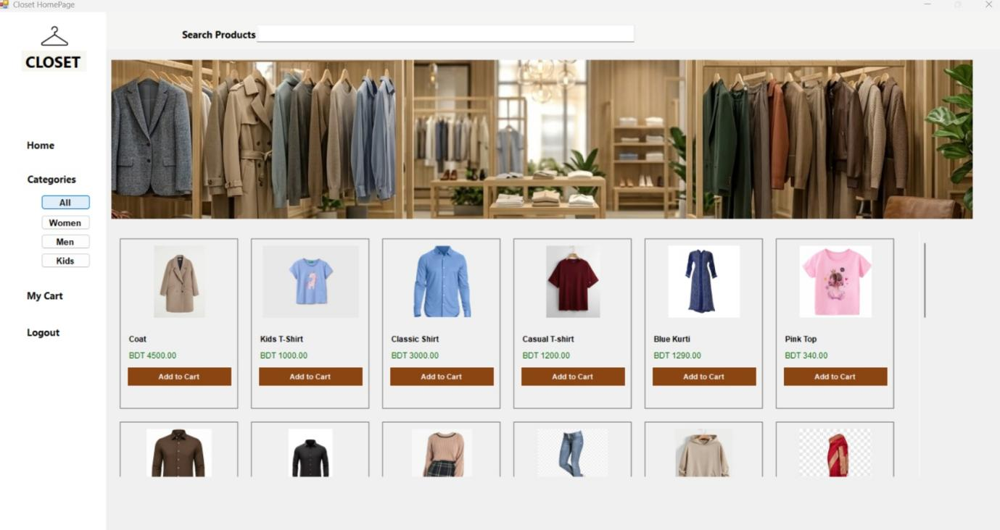 Closet HomePage
Search Products
CLOSET
Home
Categories
All
Women
Men
Kids
My Cart
Logout
Coat
BDT 4500.00
Add to Cart
Kids T-Shirt
BDT 1000.00
Add to Cart
Classic Shirt
BDT 3000.00
Add to Cart
Casual T-shirt
BDT 1200.00
Add to Cart
Blue Kurti
BDT 1290.00
Add to Cart
Pink Top
BDT 340.00
Add to Cart